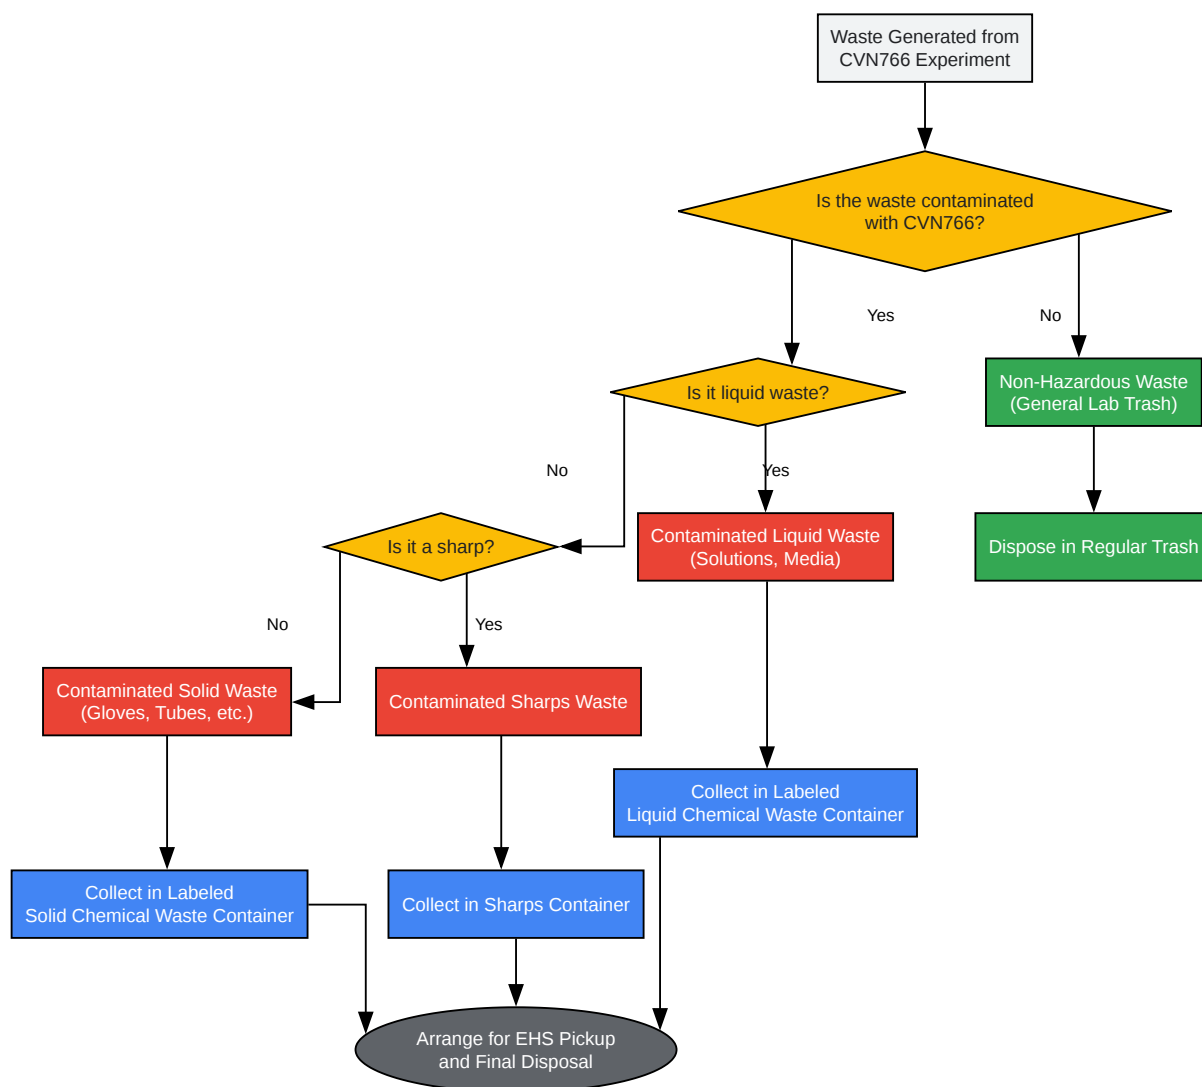 Waste Generated from
CVN766 Experiment
Is the waste contaminated
with CVN766?
Yes
No
Is it liquid waste?
Non-Hazardous Waste
(General Lab Trash)
No
Yes
Is it a sharp?
Contaminated Liquid Waste
(Solutions, Media)
Dispose in Regular Trash
No
Yes
Contaminated Solid Waste
(Gloves, Tubes, etc.)
Contaminated Sharps Waste
Collect in Labeled
Liquid Chemical Waste Container
Collect in Labeled
Solid Chemical Waste Container
Collect in Sharps Container
Arrange for EHS Pickup
and Final Disposal